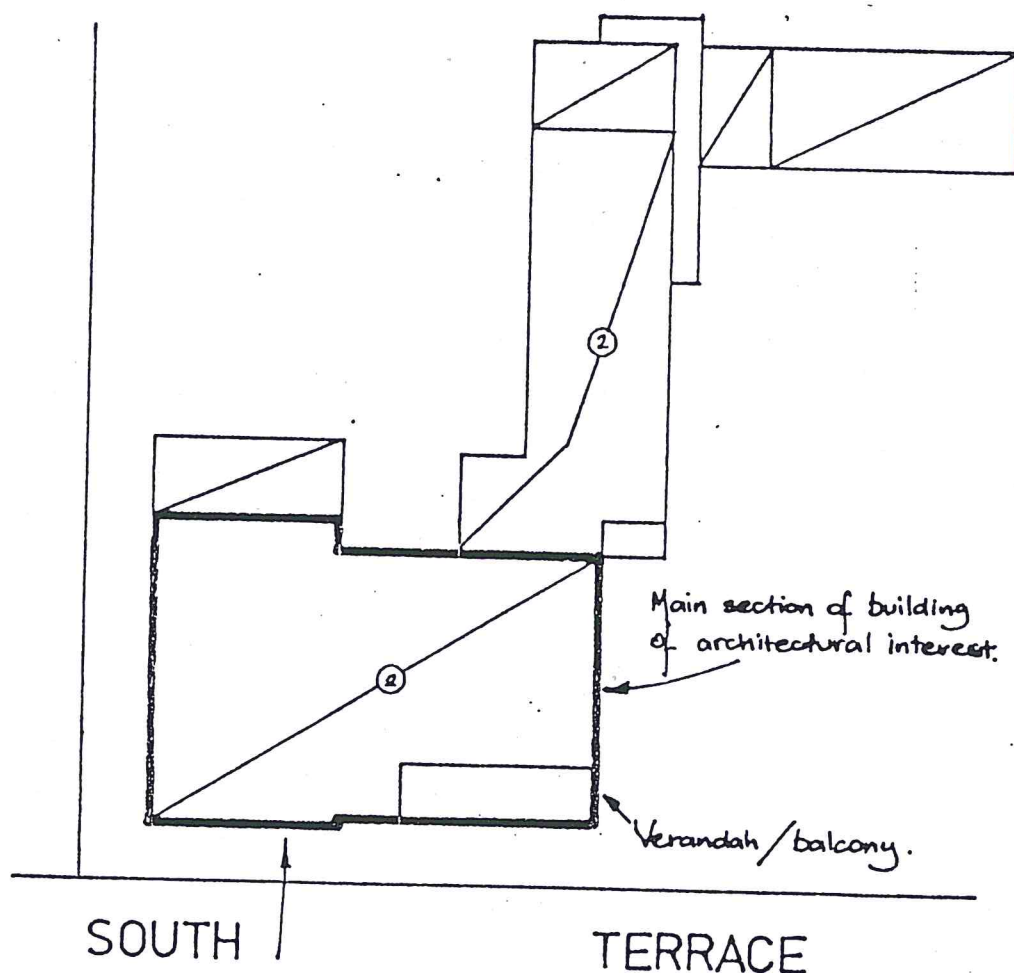 2
Main section of building
of architectural interest.
2
Verandah / balcony.
SOUTH TERRACE